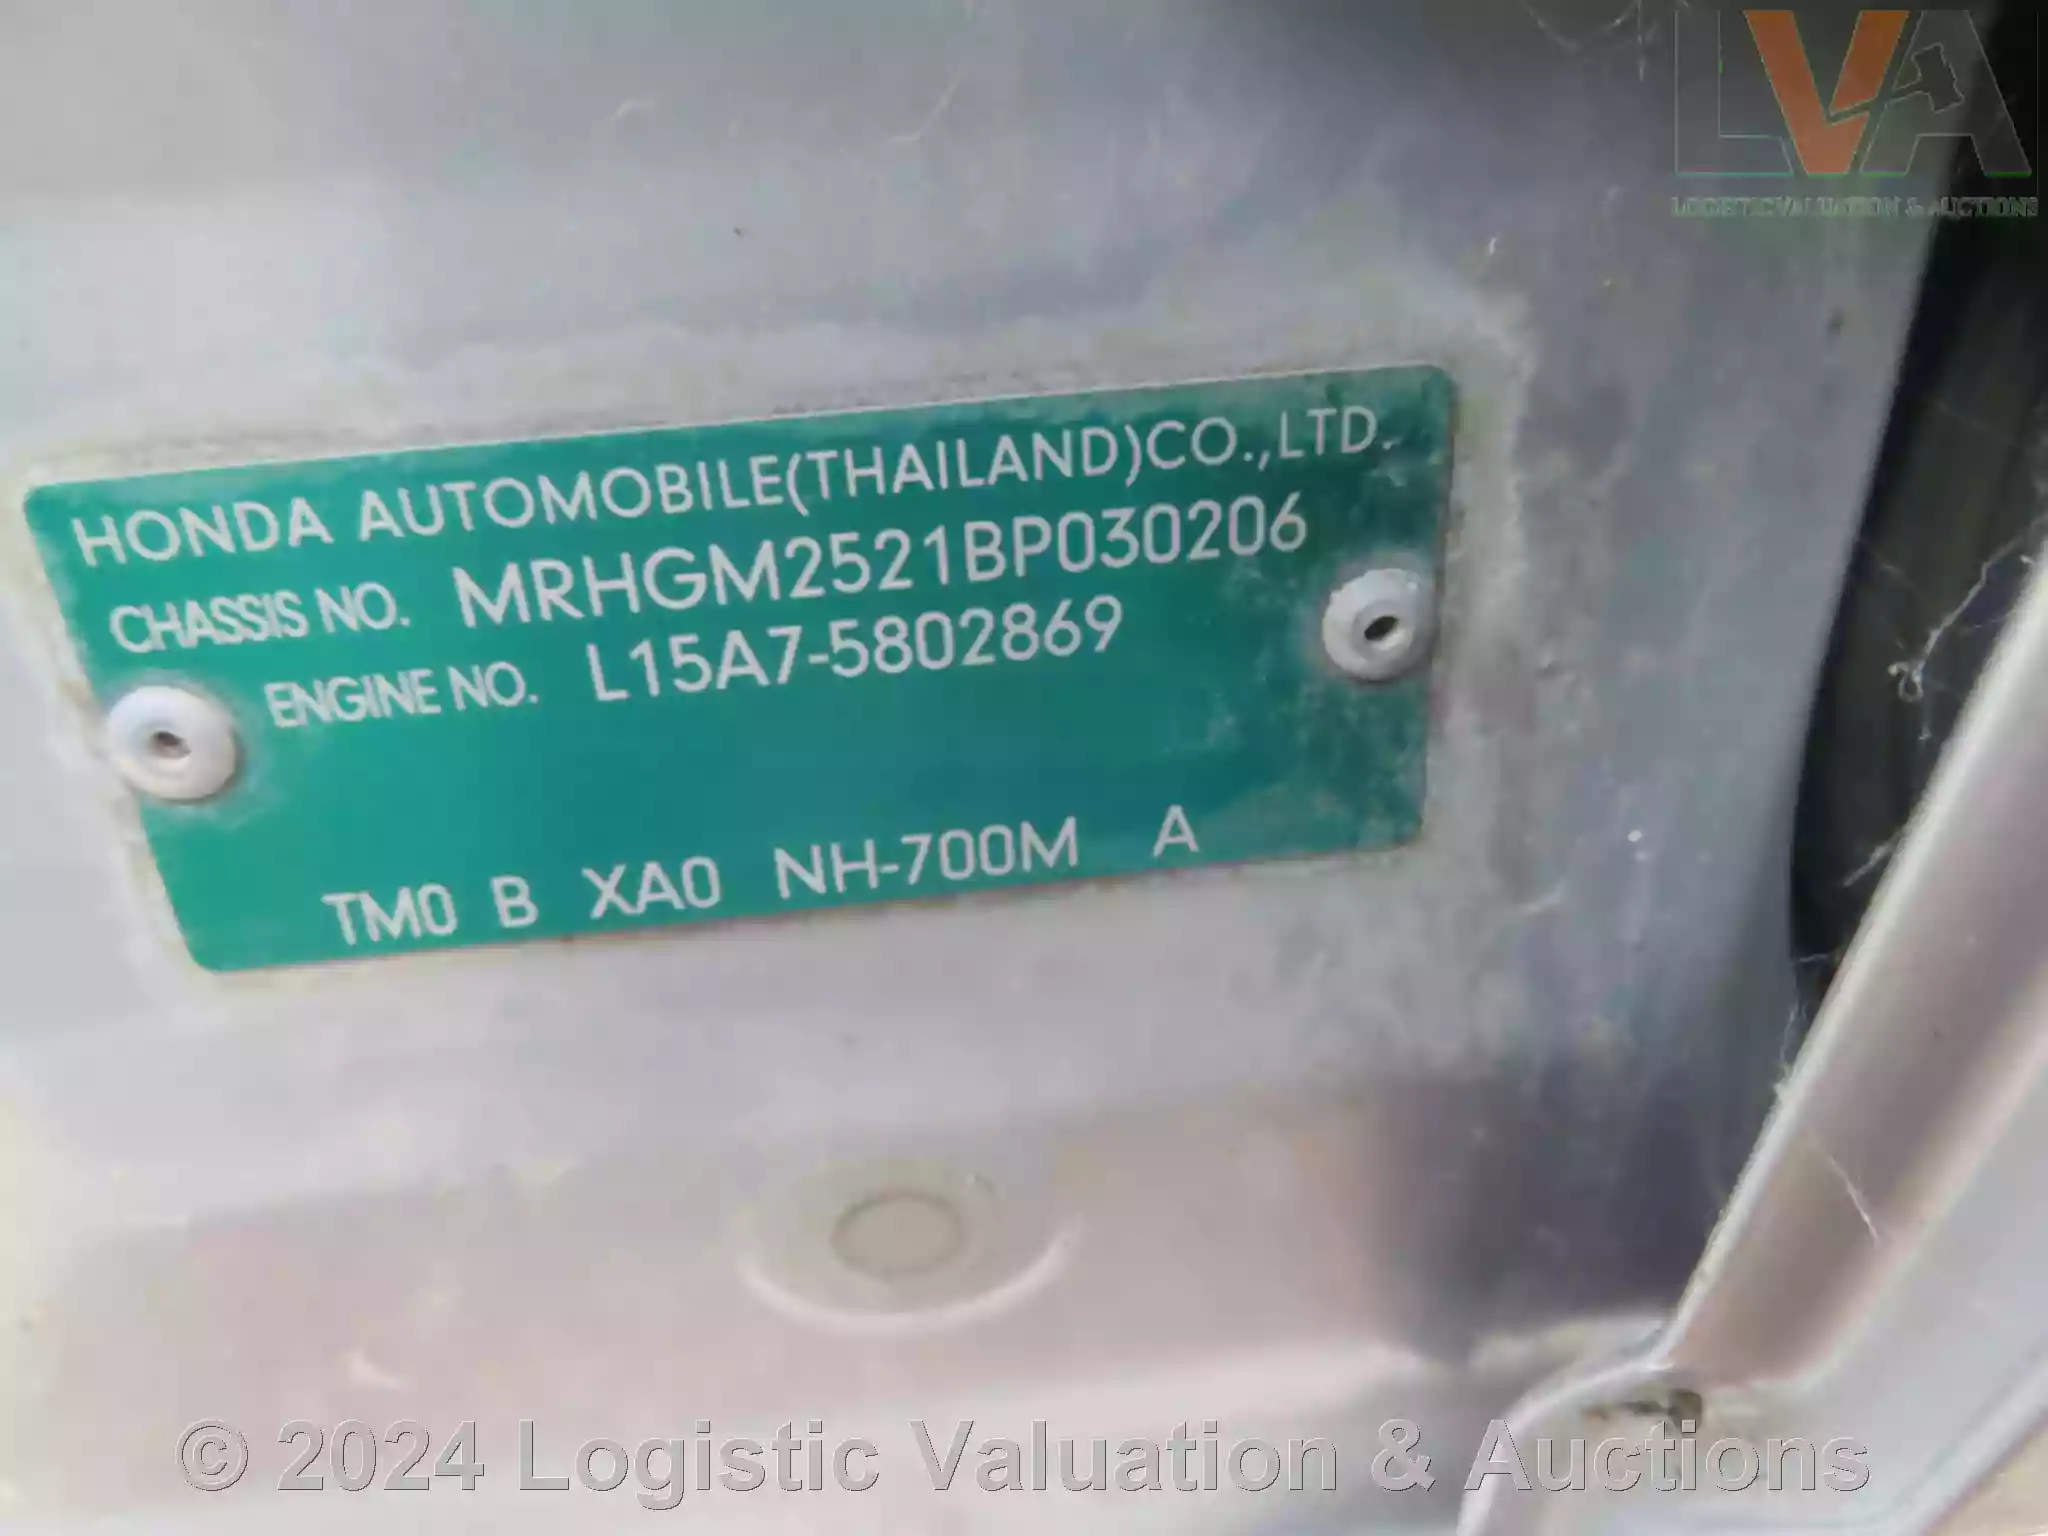 LVA
LOGISTIC VALUATION & AUCTIONS
HONDA AUTOMOBILE(THAILAND)CO.,LTD.
CHASSIS NO. MRHGM2521BP030206
ENGINE NO. L15A7-5802869
TM0 B XA0 NH-700M A
© 2024 Logistic Valuation & Auctions